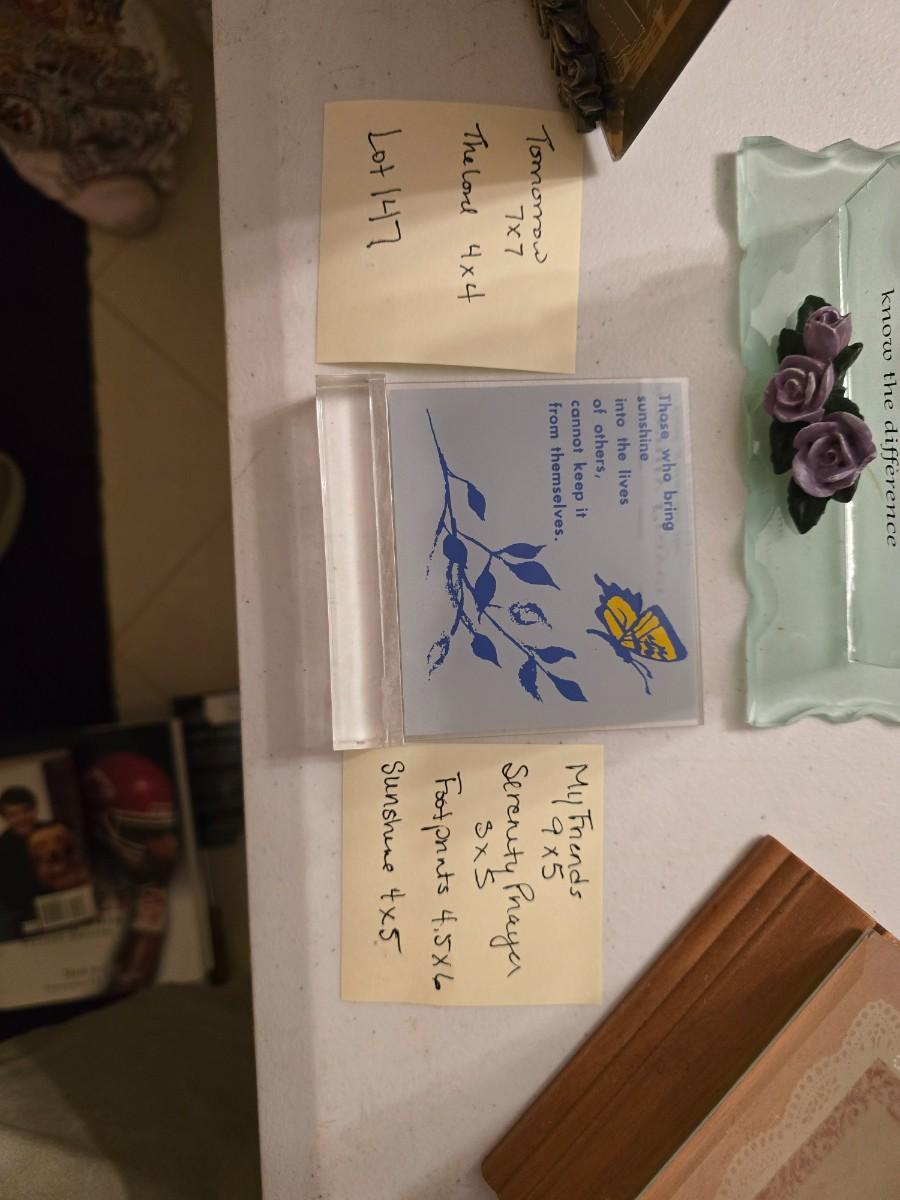 Tomorrow
7x7
The Lord 4x4
Lot 147
Those who bring
sunshine
into the lives
of others,
cannot keep it
from themselves.
know the difference
My Friends
9x5
Serenity Prayer
8x5
Footprints 4.5x6
Sunshine 4x5